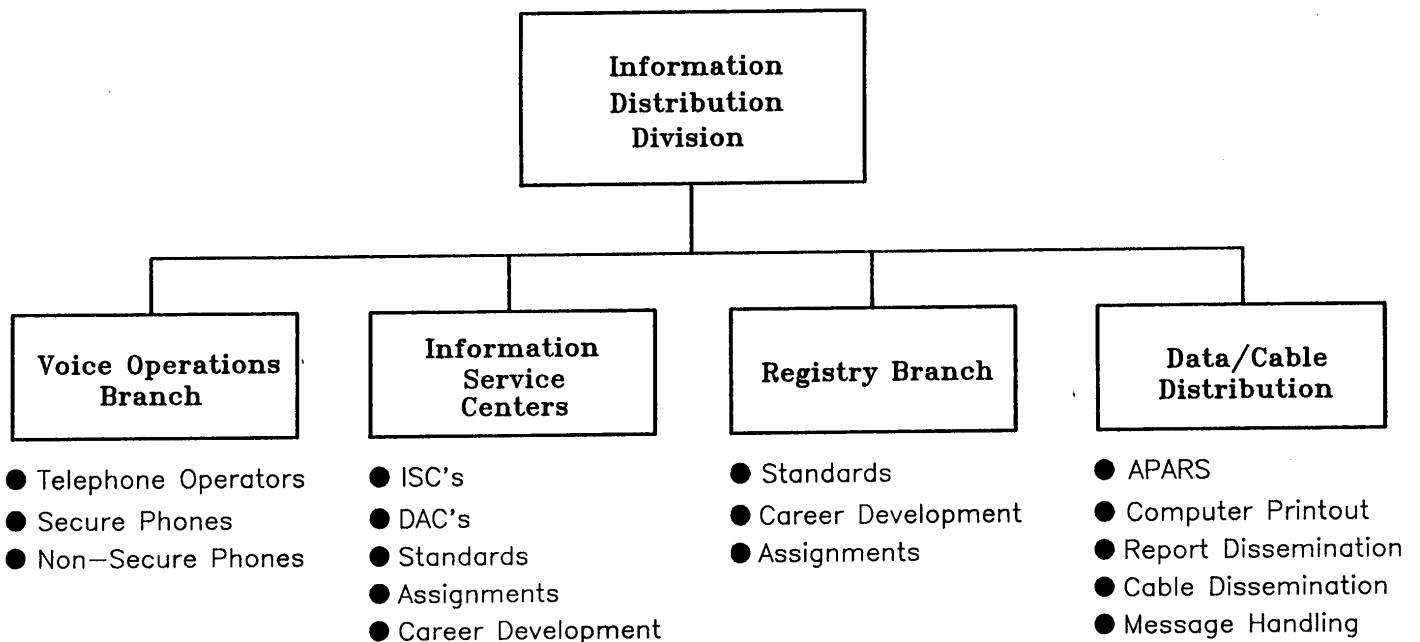 Information
Distribution
Division
Voice Operations
Branch
● Telephone Operators
● Secure Phones
● Non-Secure Phones
Information
Service
Centers
● ISC's
● DAC's
● Standards
● Assignments
● Career Development
Registry Branch
● Standards
● Career Development
● Assignments
Data/Cable
Distribution
● APARS
● Computer Printout
● Report Dissemination
● Cable Dissemination
● Message Handling